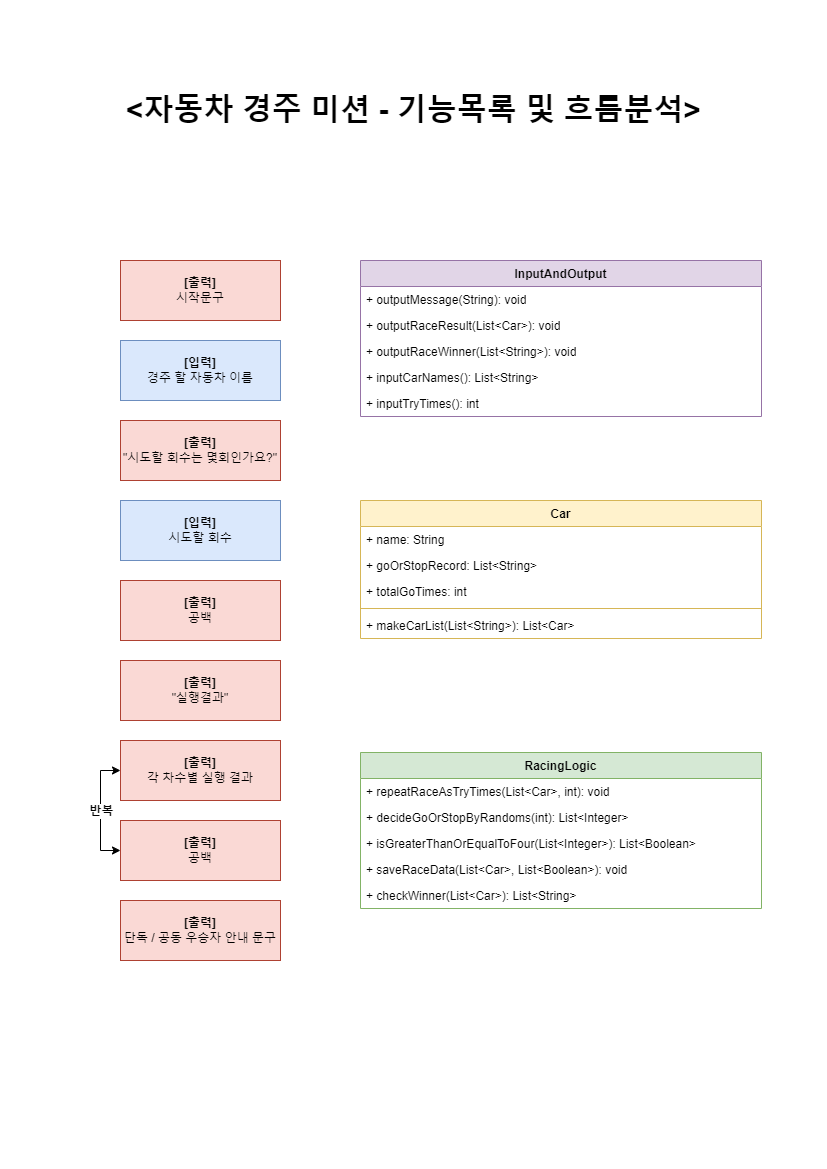 <자동차 경주 미션 - 기능목록 및 흐름분석>
[출력]
시작문구
[입력]
경주 할 자동차 이름
[출력]
"시도할 회수는 몇회인가요?"
[입력]
시도할 회수
[출력]
공백
[출력]
"실행결과"
[출력]
각 차수별 실행 결과
반복
[출력]
공백
[출력]
단독 / 공동 우승자 안내 문구
InputAndOutput
+ outputMessage(String): void
+ outputRaceResult(List<Car>): void
+ outputRaceWinner(List<String>): void
+ inputCarNames(): List<String>
+ inputTryTimes(): int
Car
+ name: String
+ goOrStopRecord: List<String>
+ totalGoTimes: int
+ makeCarList(List<String>): List<Car>
RacingLogic
+ repeatRaceAsTryTimes(List<Car>, int): void
+ decideGoOrStopByRandoms(int): List<Integer>
+ isGreaterThanOrEqualToFour(List<Integer>): List<Boolean>
+ saveRaceData(List<Car>, List<Boolean>): void
+ checkWinner(List<Car>): List<String>